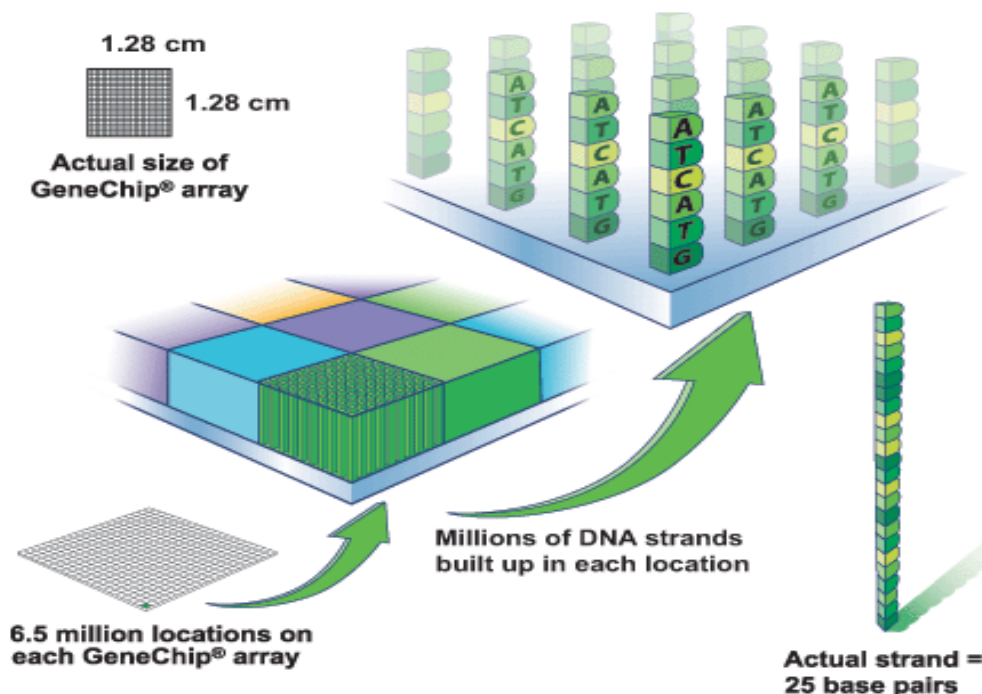 1.28 cm
1.28 cm
Actual size of
GeneChip® array
A
T
C
A
T
G
A
T
C
A
T
G
A
T
C
A
T
G
A
T
C
A
T
G
A
T
C
A
T
G
Millions of DNA strands
built up in each location
6.5 million locations on
each GeneChip® array
Actual strand =
25 base pairs